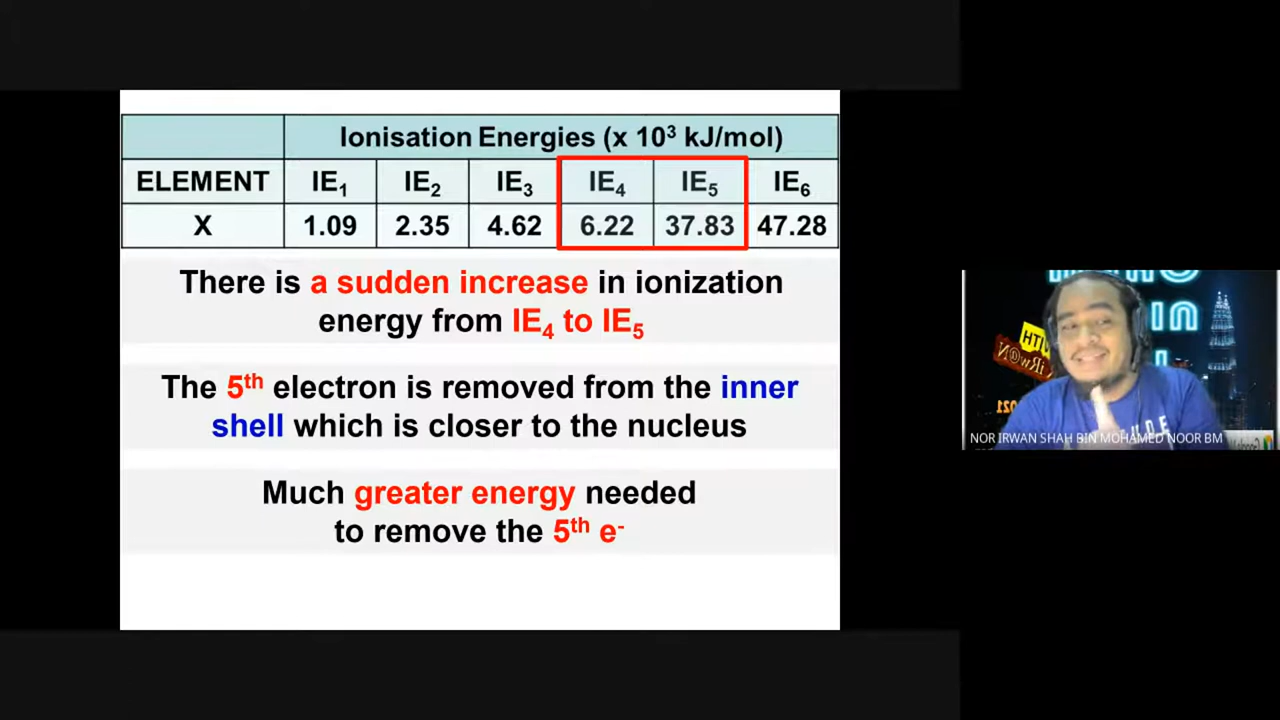 Ionisation Energies (x 10³ kJ/mol)
ELEMENT IE₁ IE₂ IE₃ IE₄ IE₅ IE₆
X 1.09 2.35 4.62 6.22 37.83 47.28
There is a sudden increase in ionization
energy from IE₄ to IE₅
The 5th electron is removed from the inner
shell which is closer to the nucleus
Much greater energy needed
to remove the 5th e⁻
NOR IRWAN SHAH BIN MOHAMED NOOR BM